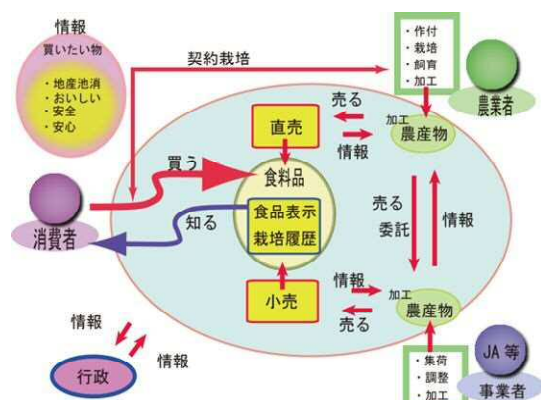 情報
買いたい物
・地産池消
・おいしい
・安全
・安心
契約栽培
・作付
・栽培
・飼育
・加工
農業者
売る
加工
農産物
直売
情報
買う
食料品
食品表示
栽培履歴
知る
消費者
売る
委託
情報
小売
情報
売る
加工
農産物
情報
情報
行政
・集荷
・調整
・加工
JA 等
事業者